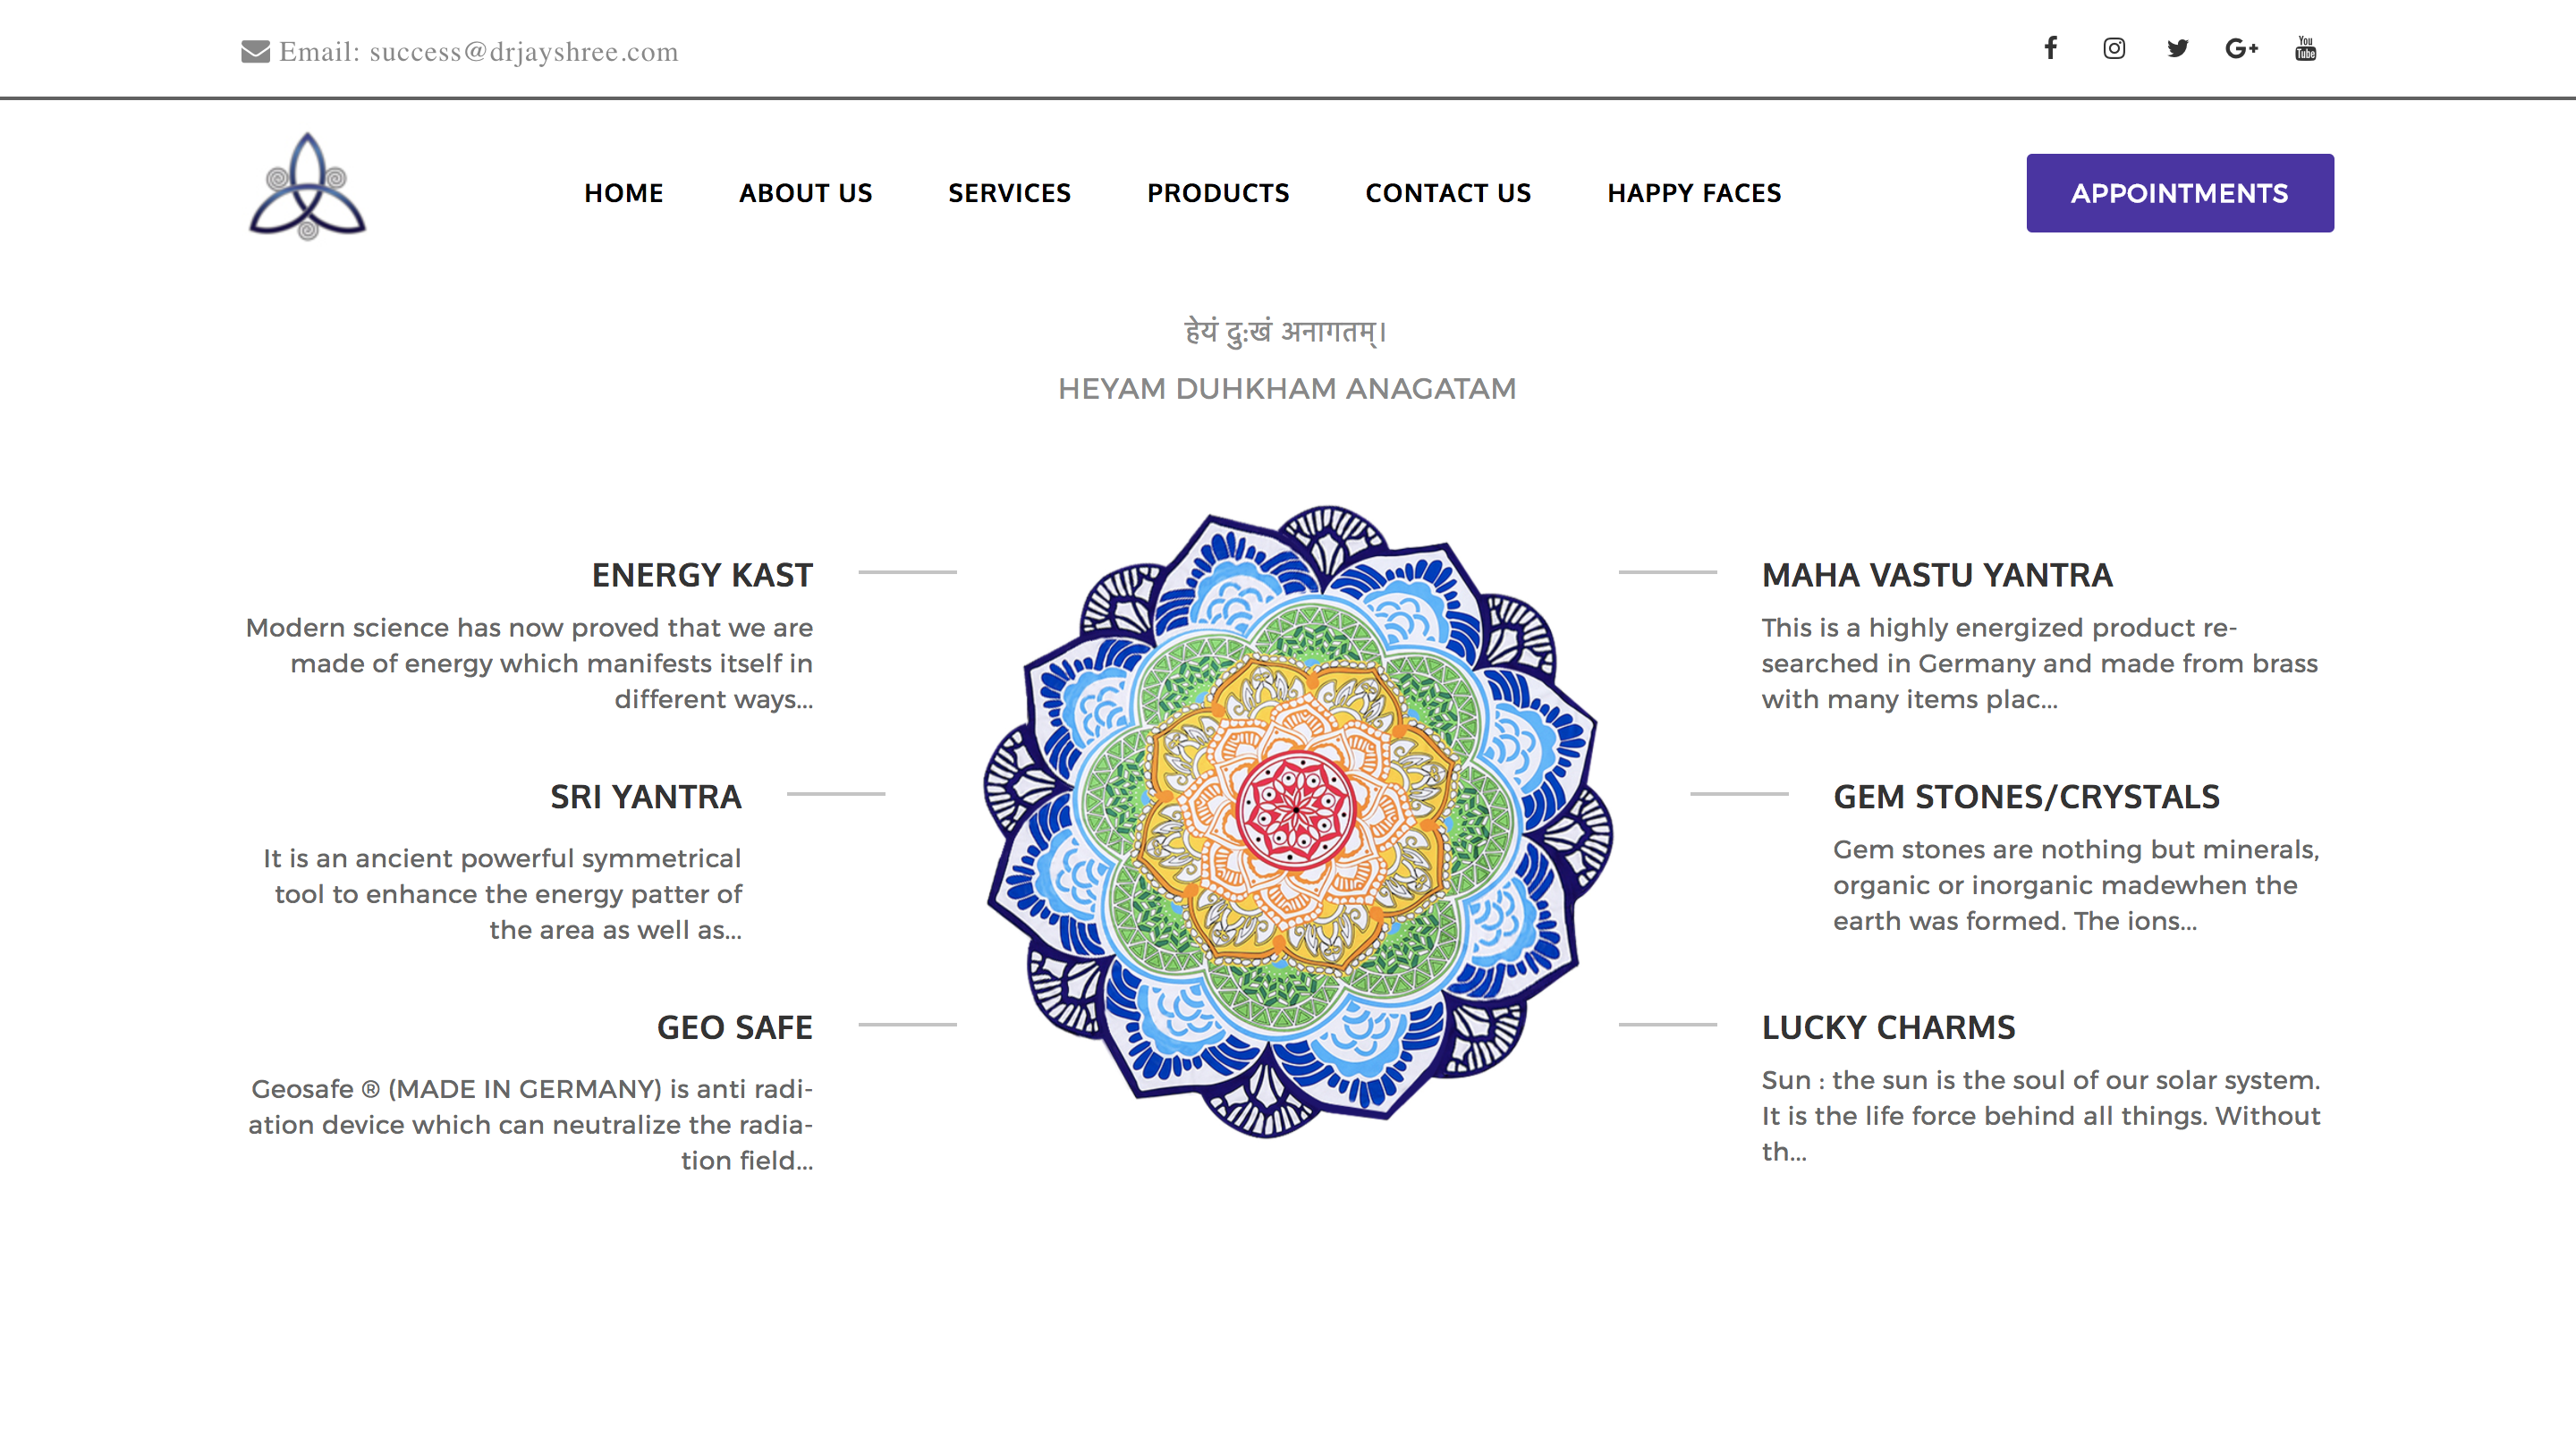 Email: success@drjayshree.com
HOME ABOUT US SERVICES PRODUCTS CONTACT US HAPPY FACES APPOINTMENTS
हेयं दुःखं अनागतम्।
HEYAM DUHKHAM ANAGATAM
ENERGY KAST
Modern science has now proved that we are
made of energy which manifests itself in
different ways...
SRI YANTRA
It is an ancient powerful symmetrical
tool to enhance the energy patter of
the area as well as...
GEO SAFE
Geosafe ® (MADE IN GERMANY) is anti radi-
ation device which can neutralize the radia-
tion field...
MAHA VASTU YANTRA
This is a highly energized product re-
searched in Germany and made from brass
with many items plac...
GEM STONES/CRYSTALS
Gem stones are nothing but minerals,
organic or inorganic madewhen the
earth was formed. The ions...
LUCKY CHARMS
Sun : the sun is the soul of our solar system.
It is the life force behind all things. Without
th...